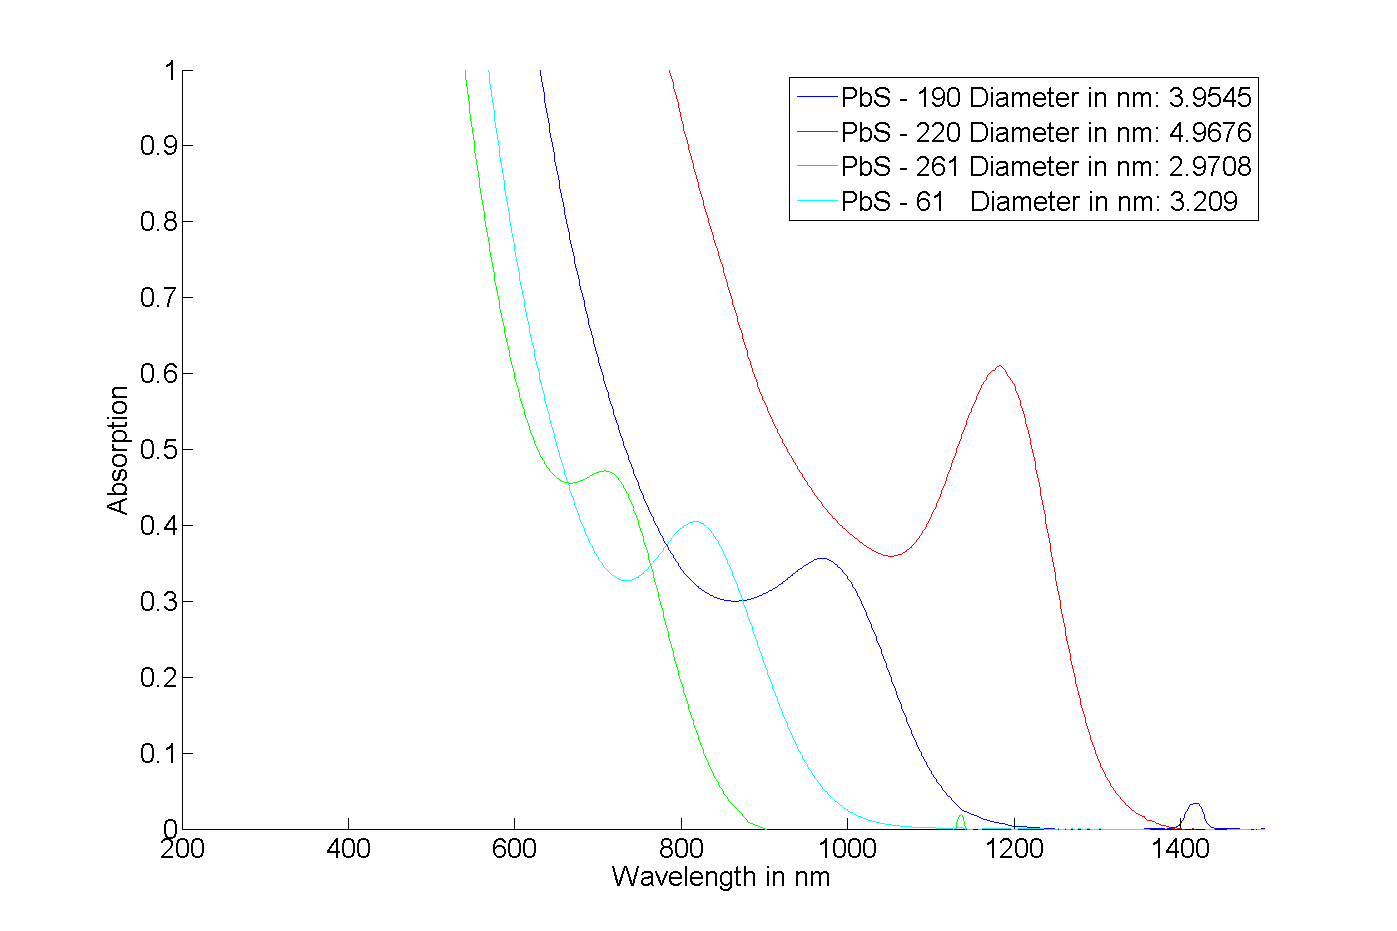 1
0.9
0.8
0.7
0.6
0.5
0.4
0.3
0.2
0.1
0
Absorption
200 400 600 800 1000 1200 1400
Wavelength in nm
PbS - 190 Diameter in nm: 3.9545
PbS - 220 Diameter in nm: 4.9676
PbS - 261 Diameter in nm: 2.9708
PbS - 61 Diameter in nm: 3.209